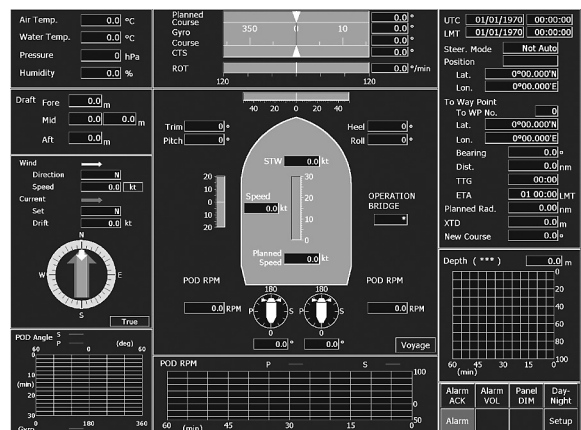 Air Temp. 0.0 °C
Water Temp. 0.0 °C
Pressure 0 hPa
Humidity 0.0 %
Planned Course 0.0 °
Gyro Course 350 0 10 0.0 °
CTS 0.0 °
ROT 0.0 °/min
120 120
UTC 01/01/1970 00:00:00
LMT 01/01/1970 00:00:00
Steer. Mode Not Auto
Position
Lat. 0°00.000'N
Lon. 0°00.000'E
To Way Point
To WP No. 0
Lat. 0°00.000'N
Lon. 0°00.000'E
Bearing 0.0 °
Dist. 0.0 nm
TTG 00:00
ETA 01 00:00 LMT
Planned Rad. 0.00 nm
XTD 0.0 m
New Course 0.0 °
Draft Fore 0.0 m
Mid 0.0 0.0 m
Aft 0.0 m
Wind
Direction N
Speed 0.0 kt
Current
Set N
Drift 0.0 kt
N
W E
S
True
40 20 0 20 40
Trim 0 °
Pitch 0 °
Heel 0 °
Roll 0 °
STW 0.0 kt
20 10 0 10 20
Speed 0.0 kt
30 20 10 0
Planned Speed 0.0 kt
OPERATION
BRIDGE
*
POD RPM POD RPM
180 180
0.0 RPM P S P S 0.0 RPM
0.0 ° 0.0 °
Voyage
Depth ( *** ) 0.0 m
0
20
40
60
80
100
60 45 30 15 0
(min)
POD Angle S
P (deg)
60 0 60
0
10
(min)
20
30
0 180 360
Gyro
POD RPM P S
100
0
50
60 45 30 15 0
(min)
Alarm ACK
Alarm VOL
Panel DIM
Day-Night
Alarm
Setup